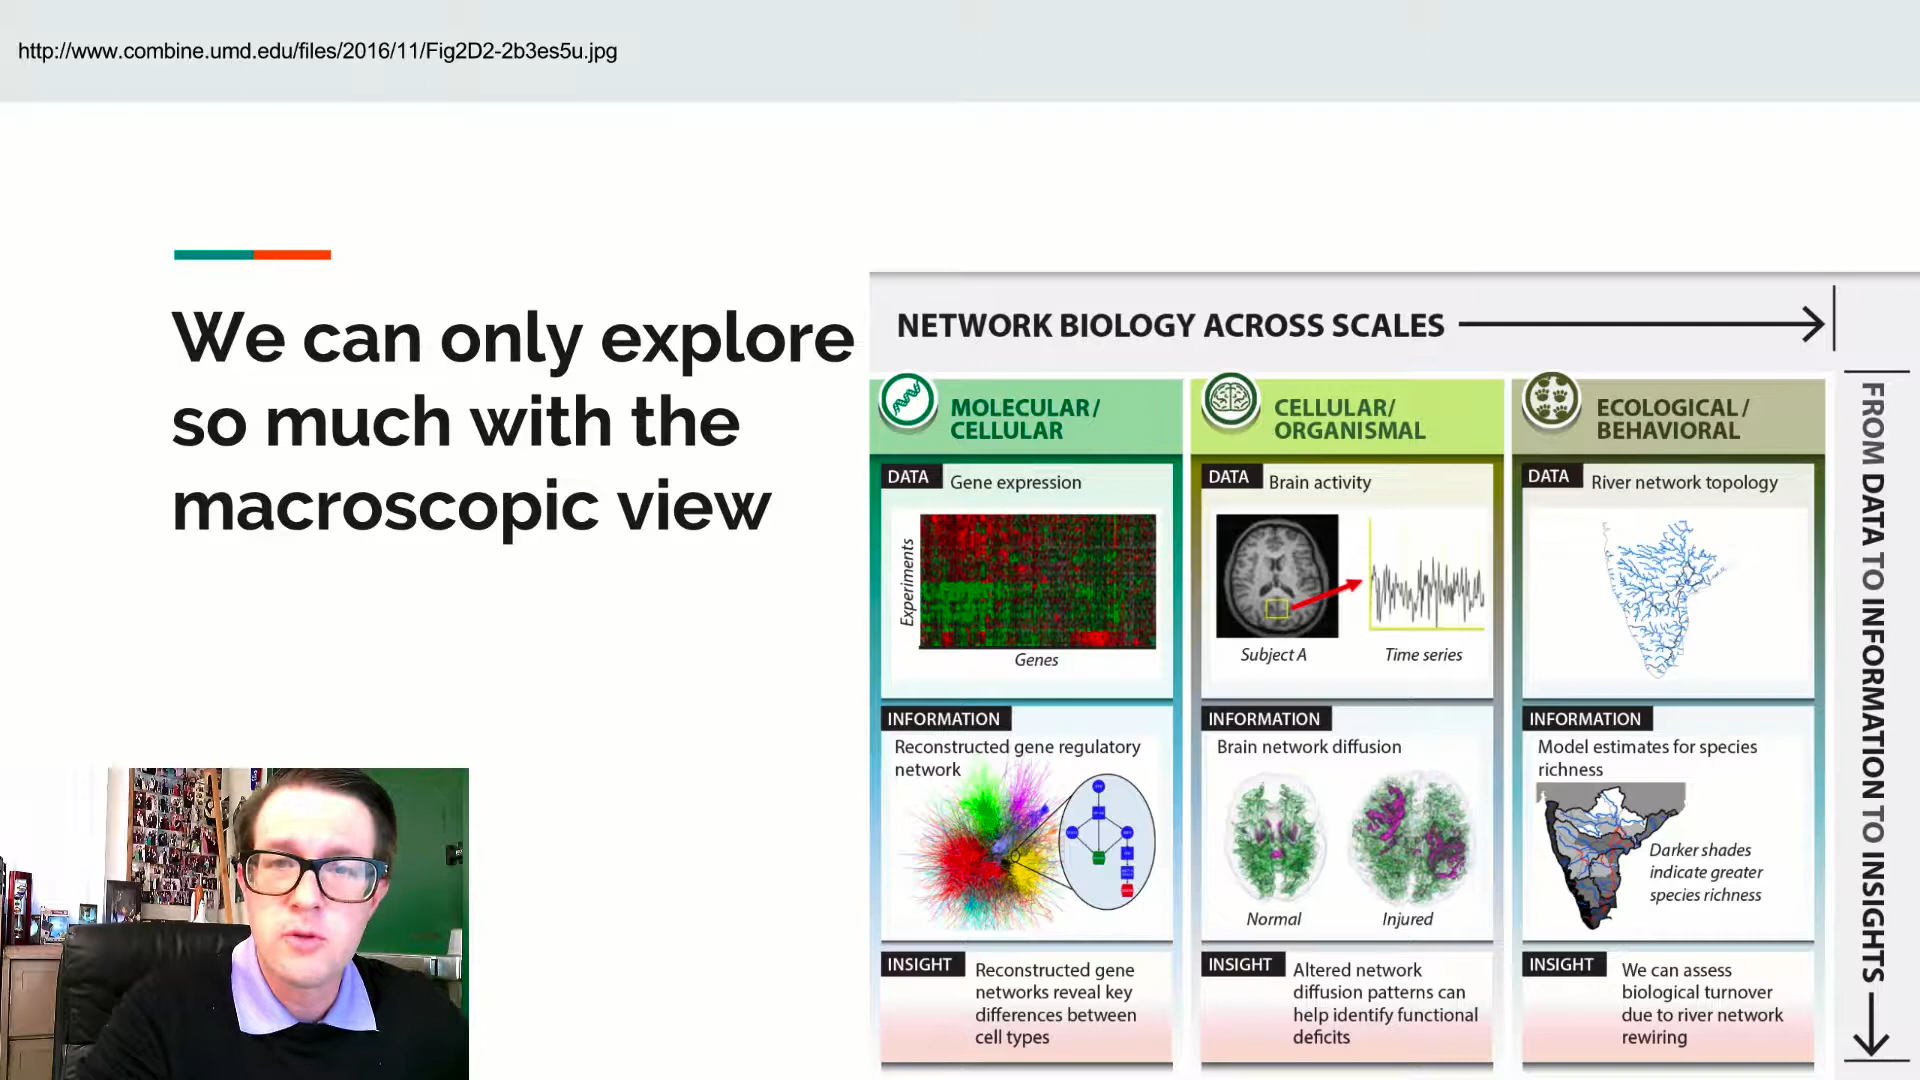 http://www.combine.umd.edu/files/2016/11/Fig2D2-2b3es5u.jpg
We can only explore
so much with the
macroscopic view
NETWORK BIOLOGY ACROSS SCALES
FROM DATA TO INFORMATION TO INSIGHTS
MOLECULAR/
CELLULAR
DATA
Gene expression
Experiments
Genes
INFORMATION
Reconstructed gene regulatory
network
INSIGHT
Reconstructed gene
networks reveal key
differences between
cell types
CELLULAR/
ORGANISMAL
DATA
Brain activity
Subject A
Time series
INFORMATION
Brain network diffusion
Normal
Injured
INSIGHT
Altered network
diffusion patterns can
help identify functional
deficits
ECOLOGICAL/
BEHAVIORAL
DATA
River network topology
INFORMATION
Model estimates for species
richness
Darker shades
indicate greater
species richness
INSIGHT
We can assess
biological turnover
due to river network
rewiring